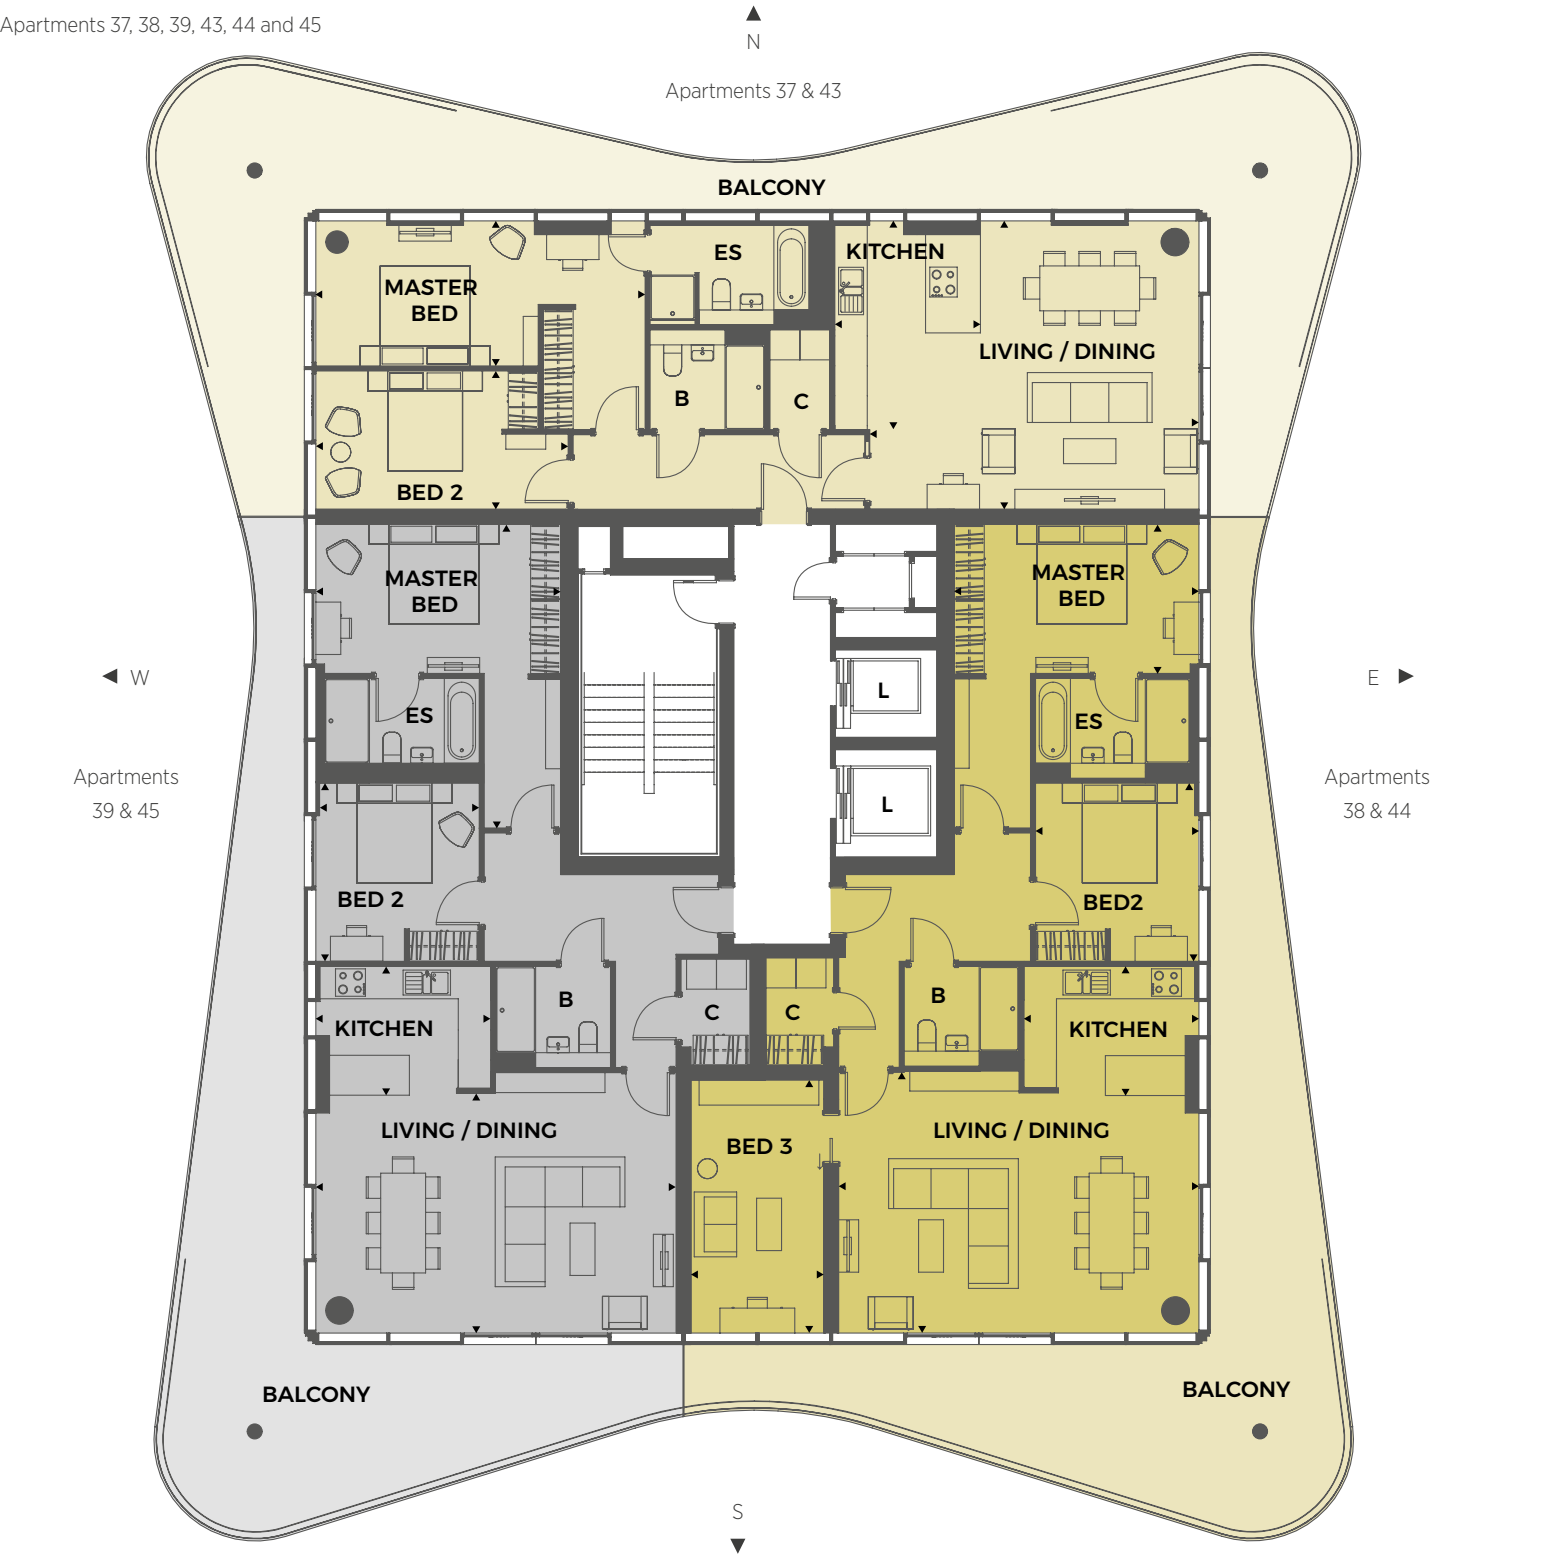 Apartments 37, 38, 39, 43, 44 and 45
N
Apartments 37 & 43
BALCONY
MASTER
BED
ES
KITCHEN
LIVING / DINING
B
C
BED 2
MASTER
BED
MASTER
BED
W
E
L
ES
ES
Apartments
39 & 45
Apartments
38 & 44
L
BED 2
BED2
B
B
C
C
KITCHEN
KITCHEN
LIVING / DINING
BED 3
LIVING / DINING
BALCONY
BALCONY
S